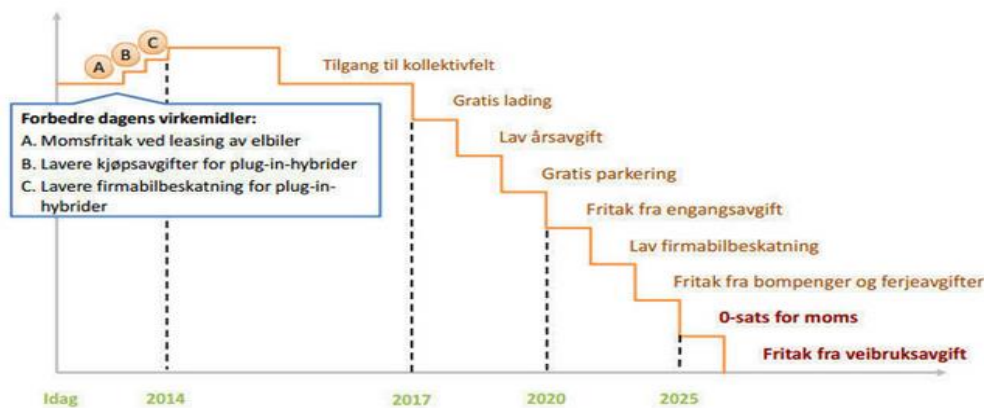 A
B
C
Forbedre dagens virkemidler:
A. Momsfritak ved leasing av elbiler
B. Lavere kjøpsavgifter for plug-in-hybrider
C. Lavere firmabilbeskatning for plug-in-
hybrider
Tilgang til kollektivfelt
Gratis lading
Lav årsavgift
Gratis parkering
Fritak fra engangsavgift
Lav firmabilbeskatning
Fritak fra bompenger og ferjeavgifter
0-sats for moms
Fritak fra veibruksavgift
Idag 2014 2017 2020 2025